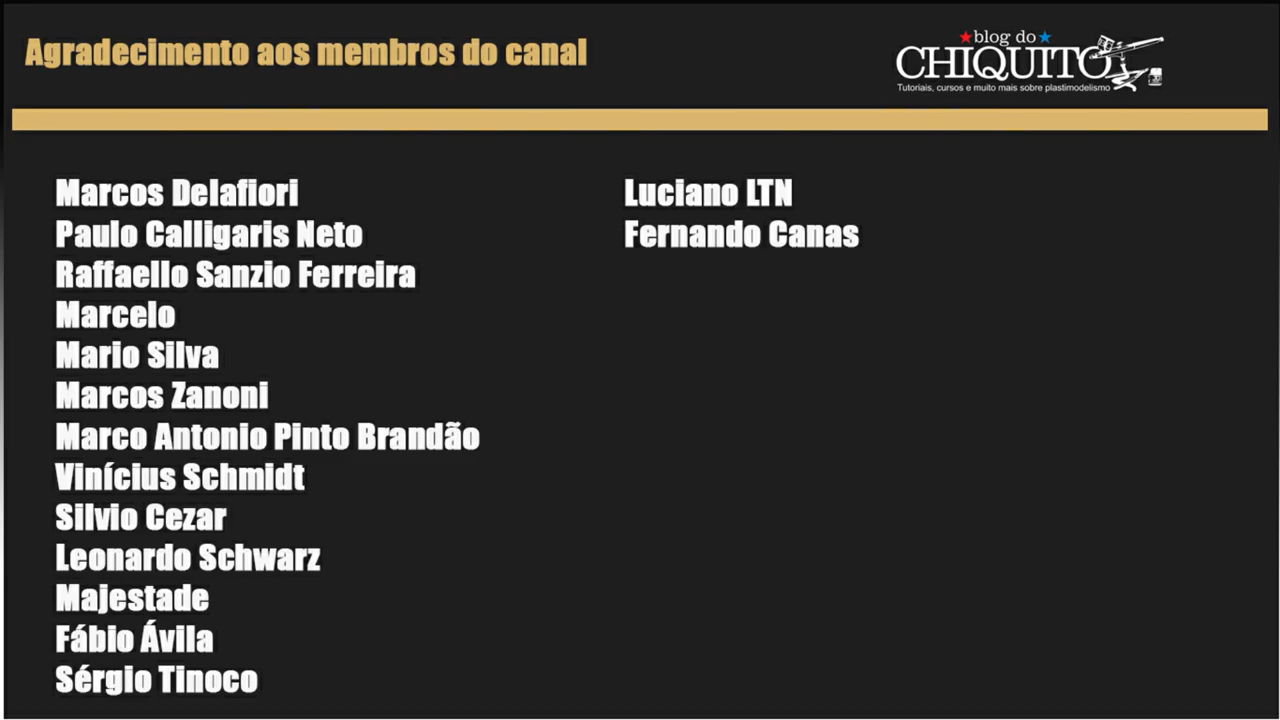 Agradecimento aos membros do canal
blog do
CHIQUITO
Tutoriais, cursos e muito mais sobre plastimodelismo
Marcos Delafiori
Paulo Calligaris Neto
Raffaello Sanzio Ferreira
Marcelo
Mario Silva
Marcos Zanoni
Marco Antonio Pinto Brandão
Vinícius Schmidt
Silvio Cezar
Leonardo Schwarz
Majestade
Fábio Ávila
Sérgio Tinoco
Luciano LTN
Fernando Canas